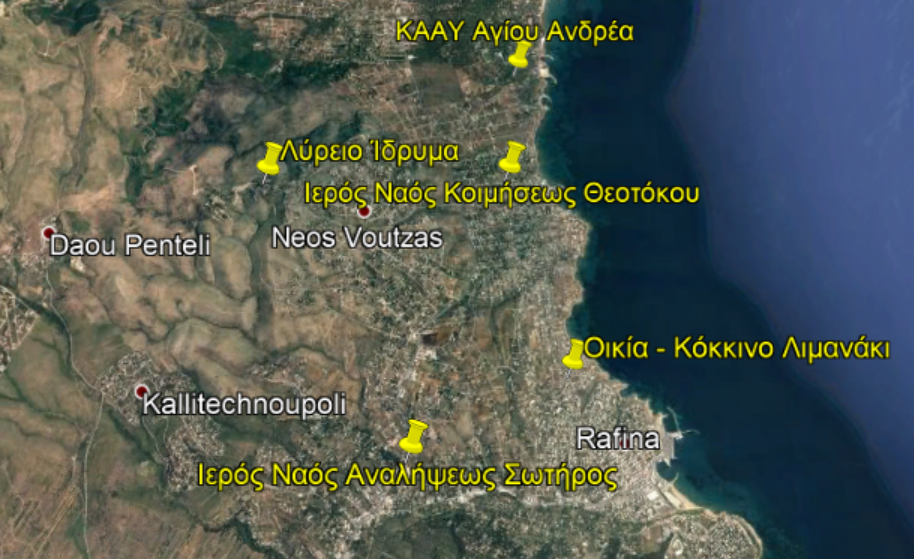 ΚΑΑΥ Αγίου Ανδρέα
Λύρειο Ίδρυμα
Ιερός Ναός Κοιμήσεως Θεοτόκου
Neos Voutzas
Daou Penteli
Οικία - Κόκκινο Λιμανάκι
Kallitechnoupoli
Rafina
Ιερός Ναός Αναλήψεως Σωτήρος